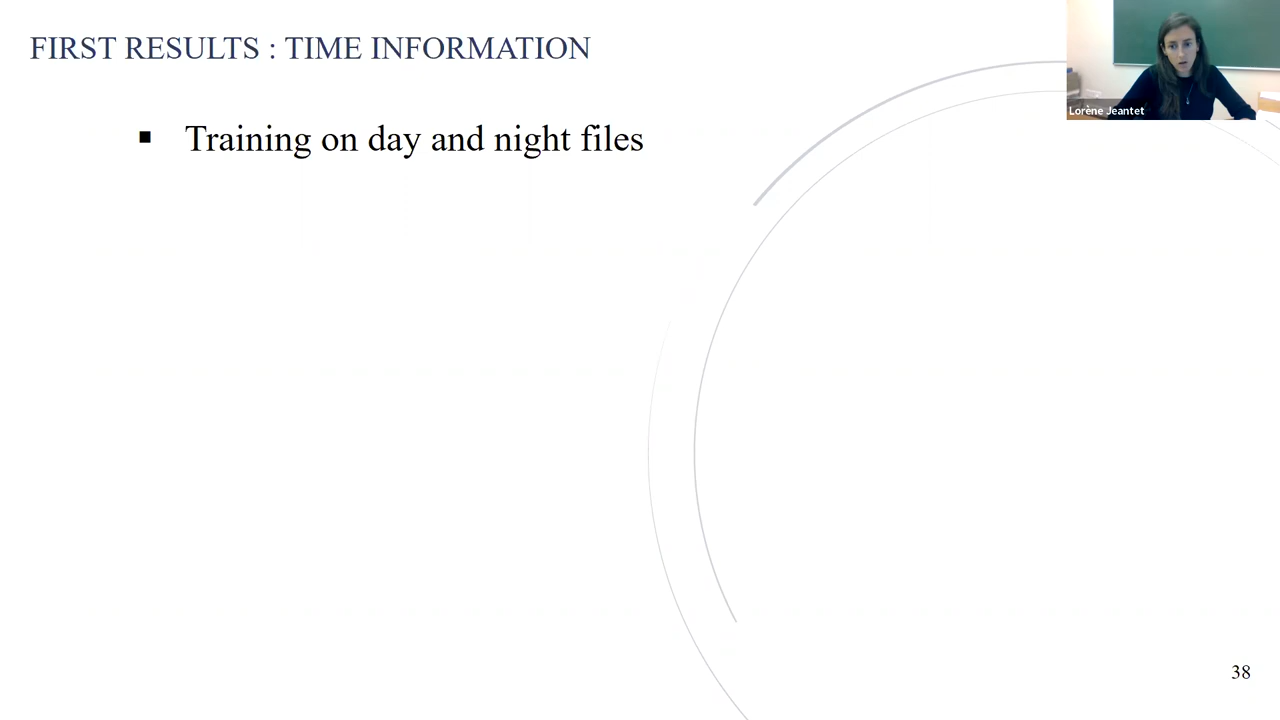 FIRST RESULTS : TIME INFORMATION
Lorène Jeantet
▪ Training on day and night files
38